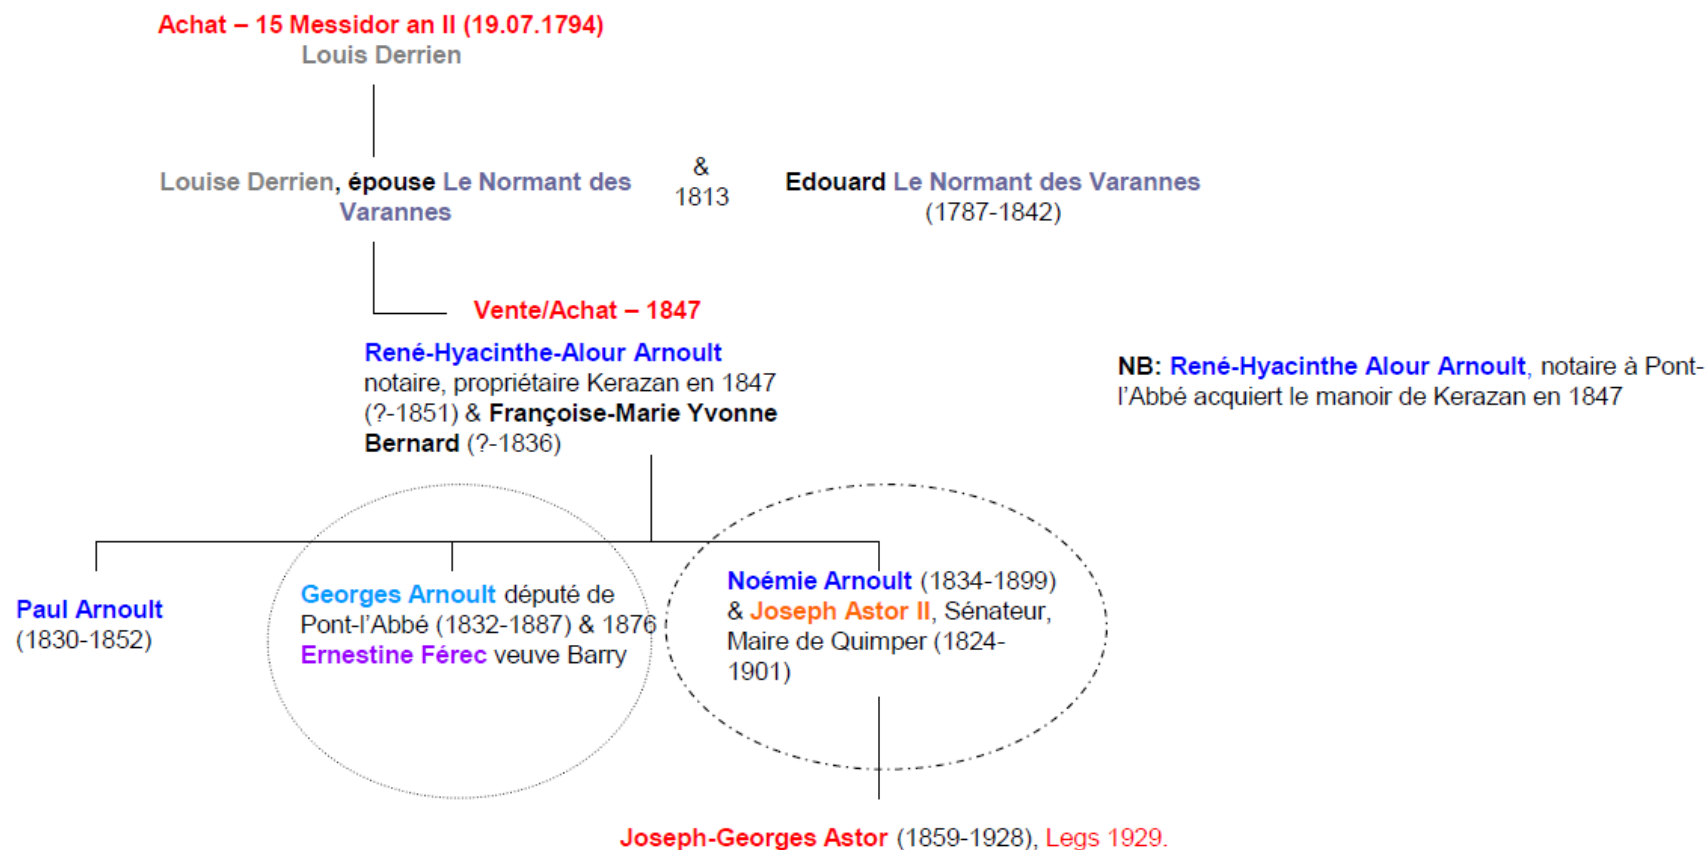 Achat – 15 Messidor an II (19.07.1794)
Louis Derrien
Louise Derrien, épouse Le Normant des
Varannes
&
1813
Edouard Le Normant des Varannes
(1787-1842)
Vente/Achat – 1847
René-Hyacinthe-Alour Arnoult
notaire, propriétaire Kerazan en 1847
(?-1851) & Françoise-Marie Yvonne
Bernard (?-1836)
NB: René-Hyacinthe Alour Arnoult, notaire à Pont-
l'Abbé acquiert le manoir de Kerazan en 1847
Paul Arnoult
(1830-1852)
Georges Arnoult député de
Pont-l'Abbé (1832-1887) & 1876
Ernestine Férec veuve Barry
Noémie Arnoult (1834-1899)
& Joseph Astor II, Sénateur,
Maire de Quimper (1824-
1901)
Joseph-Georges Astor (1859-1928), Legs 1929.